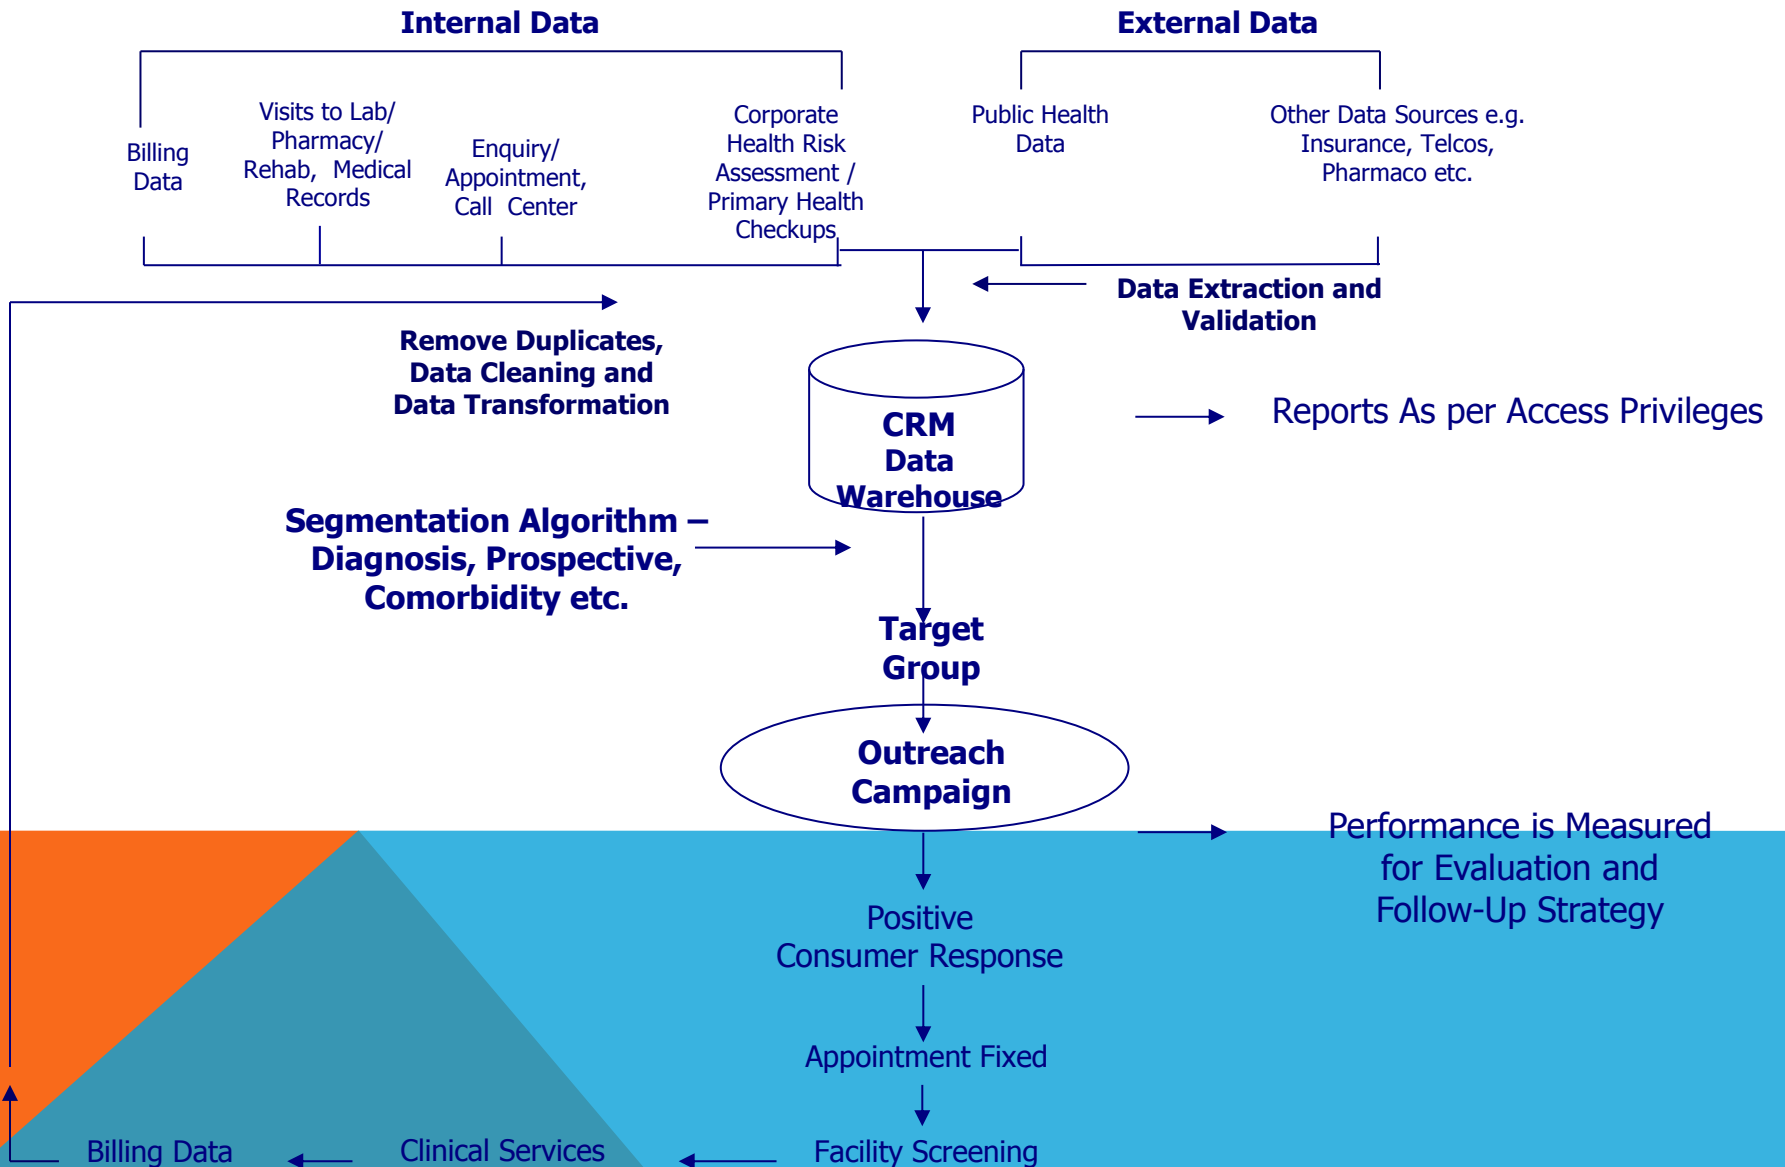 Internal Data
External Data
Billing
Data
Visits to Lab/
Pharmacy/
Rehab, Medical
Records
Enquiry/
Appointment,
Call Center
Corporate
Health Risk
Assessment /
Primary Health
Checkups
Public Health
Data
Other Data Sources e.g.
Insurance, Telcos,
Pharmaco etc.
Data Extraction and
Validation
Remove Duplicates,
Data Cleaning and
Data Transformation
CRM
Data
Warehouse
Reports As per Access Privileges
Segmentation Algorithm –
Diagnosis, Prospective,
Comorbidity etc.
Target
Group
Outreach
Campaign
Performance is Measured
for Evaluation and
Follow-Up Strategy
Positive
Consumer Response
Appointment Fixed
Billing Data
Clinical Services
Facility Screening